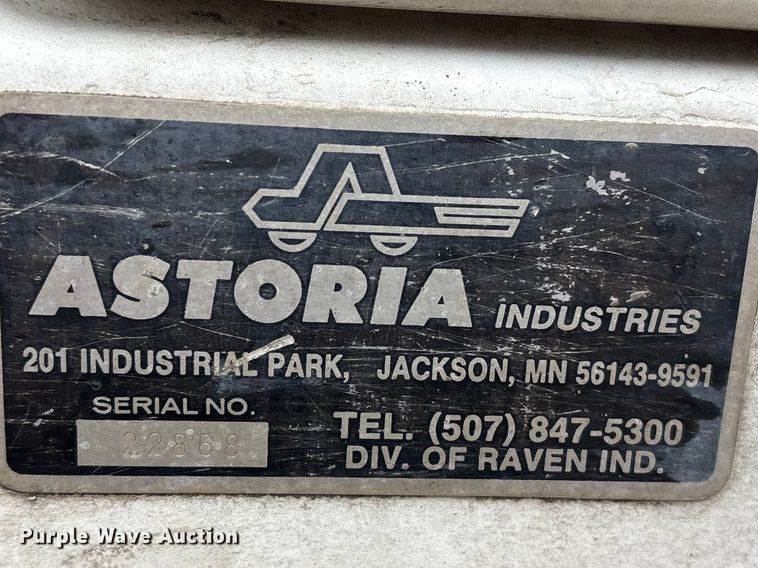 ASTORIA INDUSTRIES
201 INDUSTRIAL PARK, JACKSON, MN 56143-9591
SERIAL NO.
22868
TEL. (507) 847-5300
DIV. OF RAVEN IND.
Purple Wave Auction